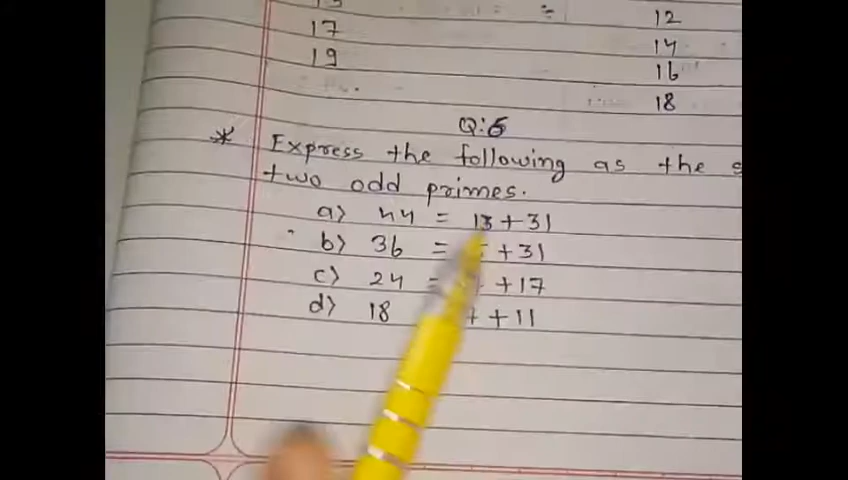 17
19
12
14
16
18
Q:6
* Express the following as the
two odd primes.
a) 44 = 13+31
b) 36 = +31
c) 24 = +17
d) 18 +11